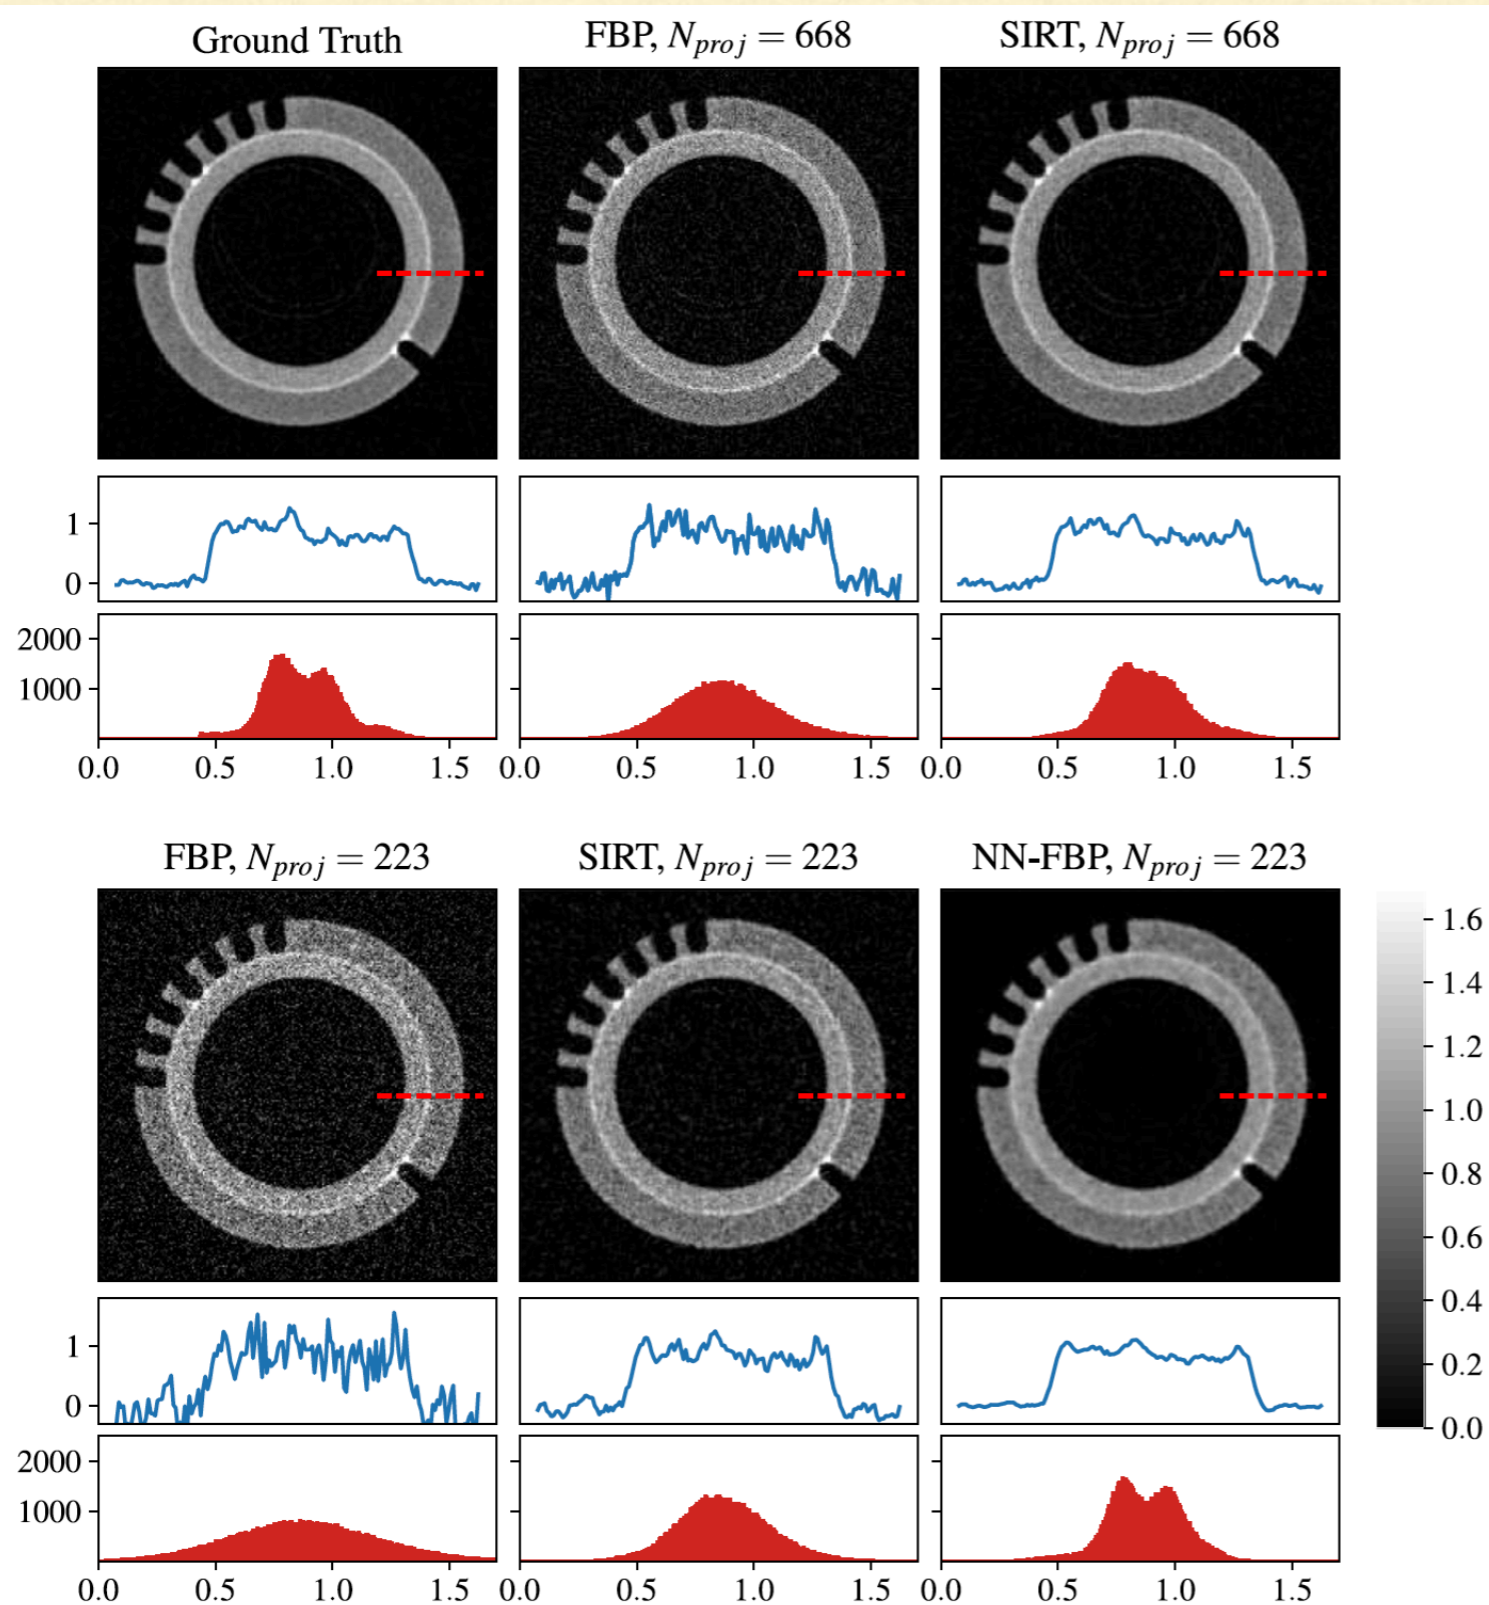 Ground Truth
FBP, N_proj = 668
SIRT, N_proj = 668
1
0
2000
1000
0.0 0.5 1.0 1.5
0.0 0.5 1.0 1.5
0.0 0.5 1.0 1.5
FBP, N_proj = 223
SIRT, N_proj = 223
NN-FBP, N_proj = 223
1.6
1.4
1.2
1.0
0.8
0.6
0.4
0.2
0.0
1
0
2000
1000
0.0 0.5 1.0 1.5
0.0 0.5 1.0 1.5
0.0 0.5 1.0 1.5